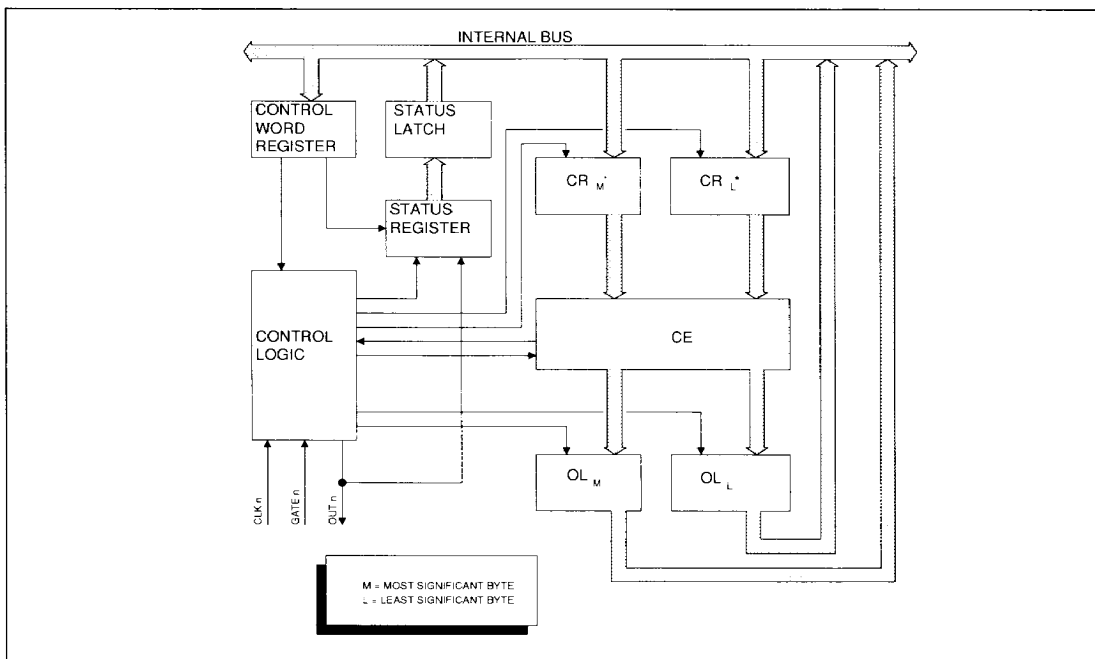 INTERNAL BUS
CONTROL
WORD
REGISTER
STATUS
LATCH
CR M*
CR L*
STATUS
REGISTER
CONTROL
LOGIC
CE
OL M
OL L
CLK n
GATE n
OUT n
M = MOST SIGNIFICANT BYTE
L = LEAST SIGNIFICANT BYTE